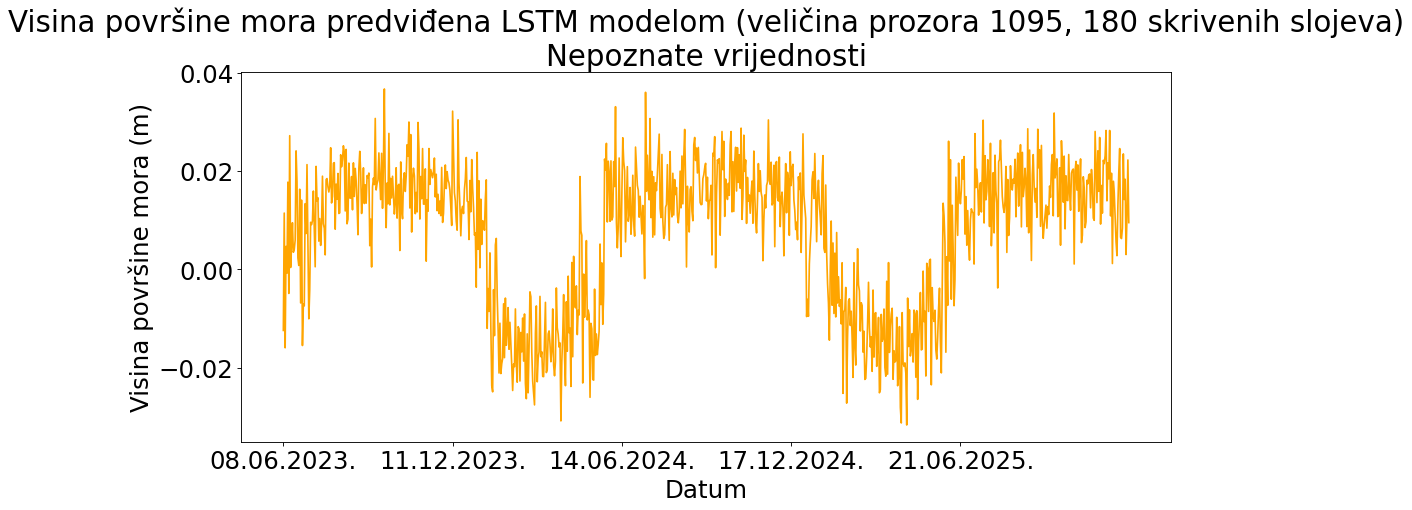 Visina površine mora predviđena LSTM modelom (veličina prozora 1095, 180 skrivenih slojeva)
Nepoznate vrijednosti
Visina površine mora (m)
0.04
0.02
0.00
−0.02
08.06.2023. 11.12.2023. 14.06.2024. 17.12.2024. 21.06.2025.
Datum